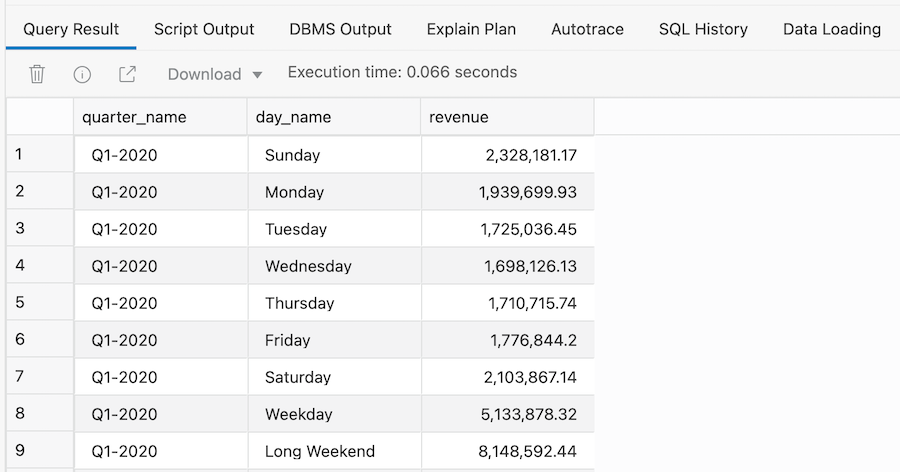 Query Result Script Output DBMS Output Explain Plan Autotrace SQL History Data Loading
Download Execution time: 0.066 seconds
quarter_name day_name revenue
1 Q1-2020 Sunday 2,328,181.17
2 Q1-2020 Monday 1,939,699.93
3 Q1-2020 Tuesday 1,725,036.45
4 Q1-2020 Wednesday 1,698,126.13
5 Q1-2020 Thursday 1,710,715.74
6 Q1-2020 Friday 1,776,844.2
7 Q1-2020 Saturday 2,103,867.14
8 Q1-2020 Weekday 5,133,878.32
9 Q1-2020 Long Weekend 8,148,592.44